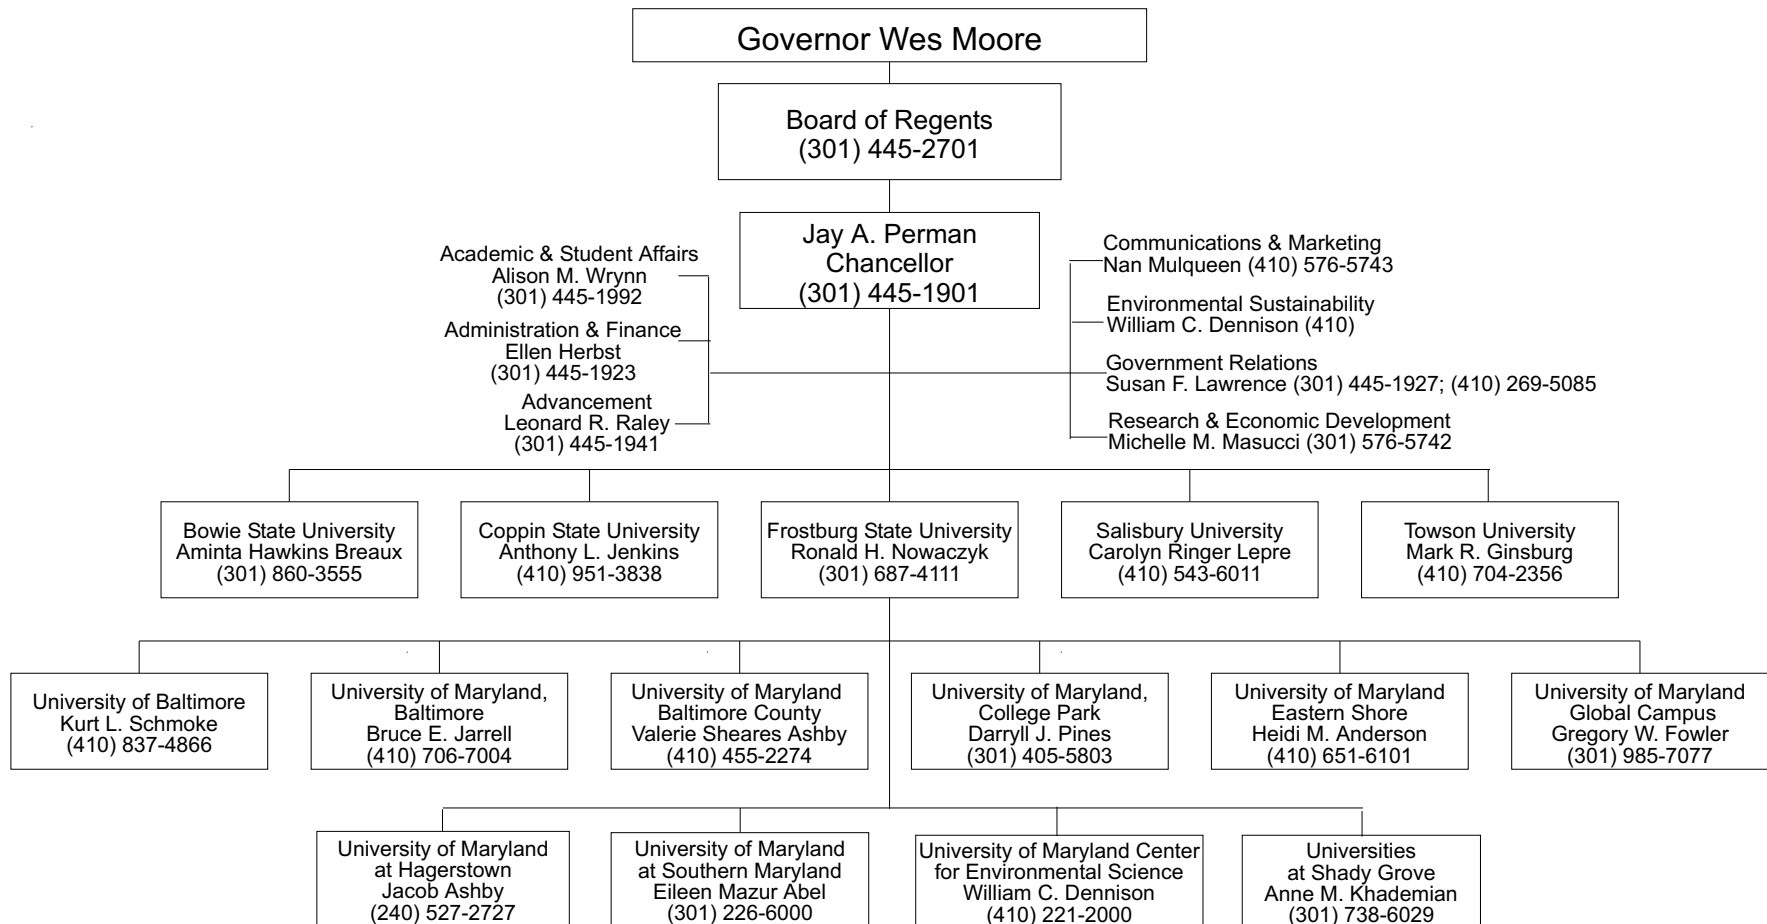 Governor Wes Moore
Board of Regents
(301) 445-2701
Jay A. Perman
Chancellor
(301) 445-1901
Academic & Student Affairs
Alison M. Wrynn
(301) 445-1992
Administration & Finance
Ellen Herbst
(301) 445-1923
Advancement
Leonard R. Raley
(301) 445-1941
Communications & Marketing
Nan Mulqueen (410) 576-5743
Environmental Sustainability
William C. Dennison (410)
Government Relations
Susan F. Lawrence (301) 445-1927; (410) 269-5085
Research & Economic Development
Michelle M. Masucci (301) 576-5742
Bowie State University
Aminta Hawkins Breaux
(301) 860-3555
Coppin State University
Anthony L. Jenkins
(410) 951-3838
Frostburg State University
Ronald H. Nowaczyk
(301) 687-4111
Salisbury University
Carolyn Ringer Lepre
(410) 543-6011
Towson University
Mark R. Ginsburg
(410) 704-2356
University of Baltimore
Kurt L. Schmoke
(410) 837-4866
University of Maryland,
Baltimore
Bruce E. Jarrell
(410) 706-7004
University of Maryland
Baltimore County
Valerie Sheares Ashby
(410) 455-2274
University of Maryland,
College Park
Darryll J. Pines
(301) 405-5803
University of Maryland
Eastern Shore
Heidi M. Anderson
(410) 651-6101
University of Maryland
Global Campus
Gregory W. Fowler
(301) 985-7077
University of Maryland
at Hagerstown
Jacob Ashby
(240) 527-2727
University of Maryland
at Southern Maryland
Eileen Mazur Abel
(301) 226-6000
University of Maryland Center
for Environmental Science
William C. Dennison
(410) 221-2000
Universities
at Shady Grove
Anne M. Khademian
(301) 738-6029